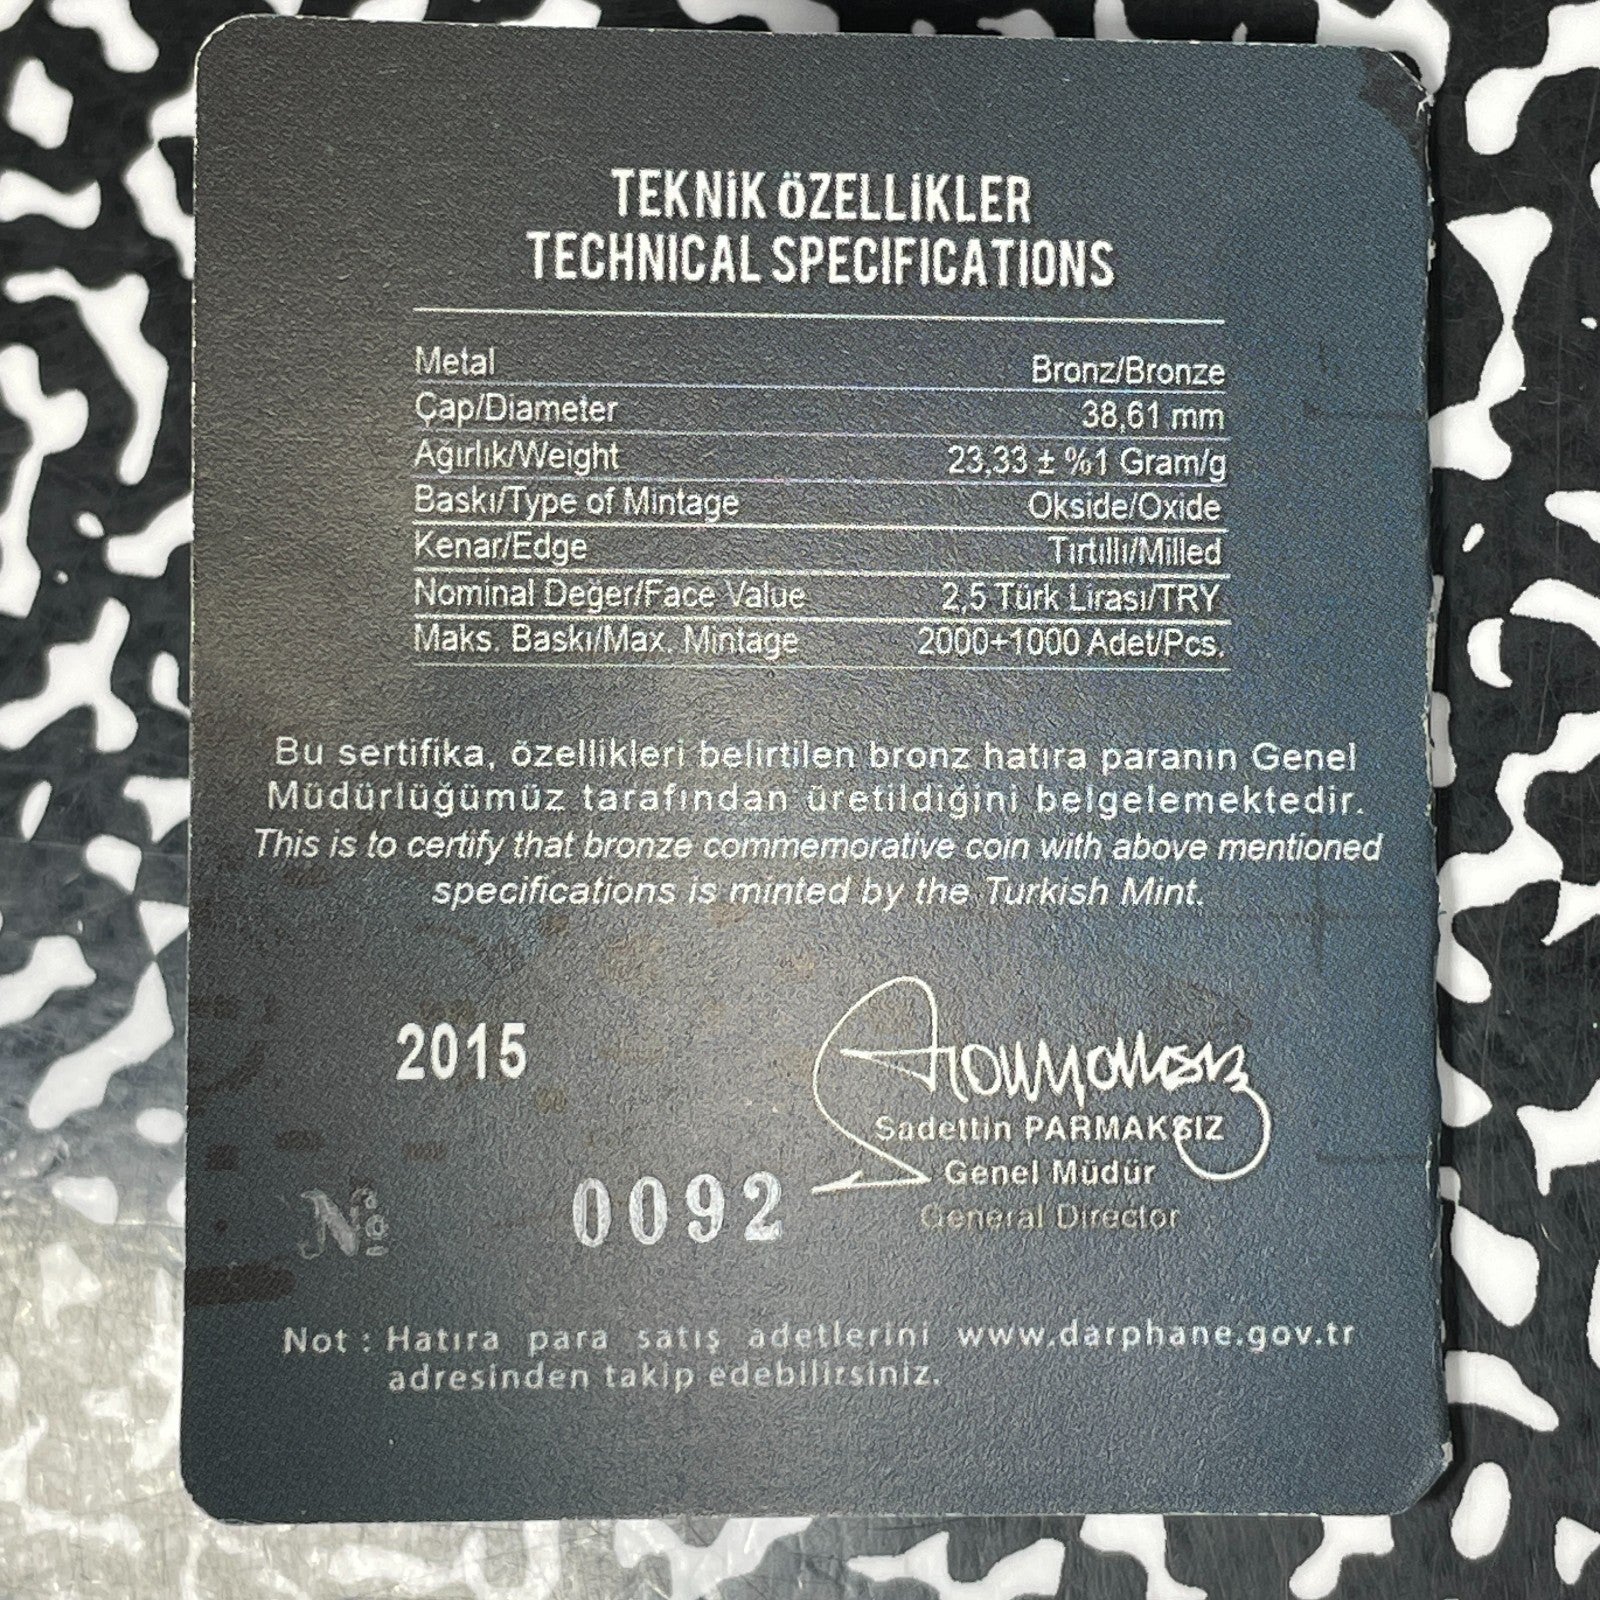 TEKNİK ÖZELLİKLER
TECHNICAL SPECIFICATIONS
Metal Bronz/Bronze
Çap/Diameter 38,61 mm
Ağırlık/Weight 23,33 ± %1 Gram/g
Baskı/Type of Mintage Okside/Oxide
Kenar/Edge Tırtıllı/Milled
Nominal Değer/Face Value 2,5 Türk Lirası/TRY
Maks. Baskı/Max. Mintage 2000+1000 Adet/Pcs.
Bu sertifika, özellikleri belirtilen bronz hatıra paranın Genel
Müdürlüğümüz tarafından üretildiğini belgelemektedir.
This is to certify that bronze commemorative coin with above mentioned
specifications is minted by the Turkish Mint.
2015
Sadettin PARMAKSIZ
Genel Müdür
General Director
№ 0092
Not : Hatıra para satış adetlerini www.darphane.gov.tr
adresinden takip edebilirsiniz.